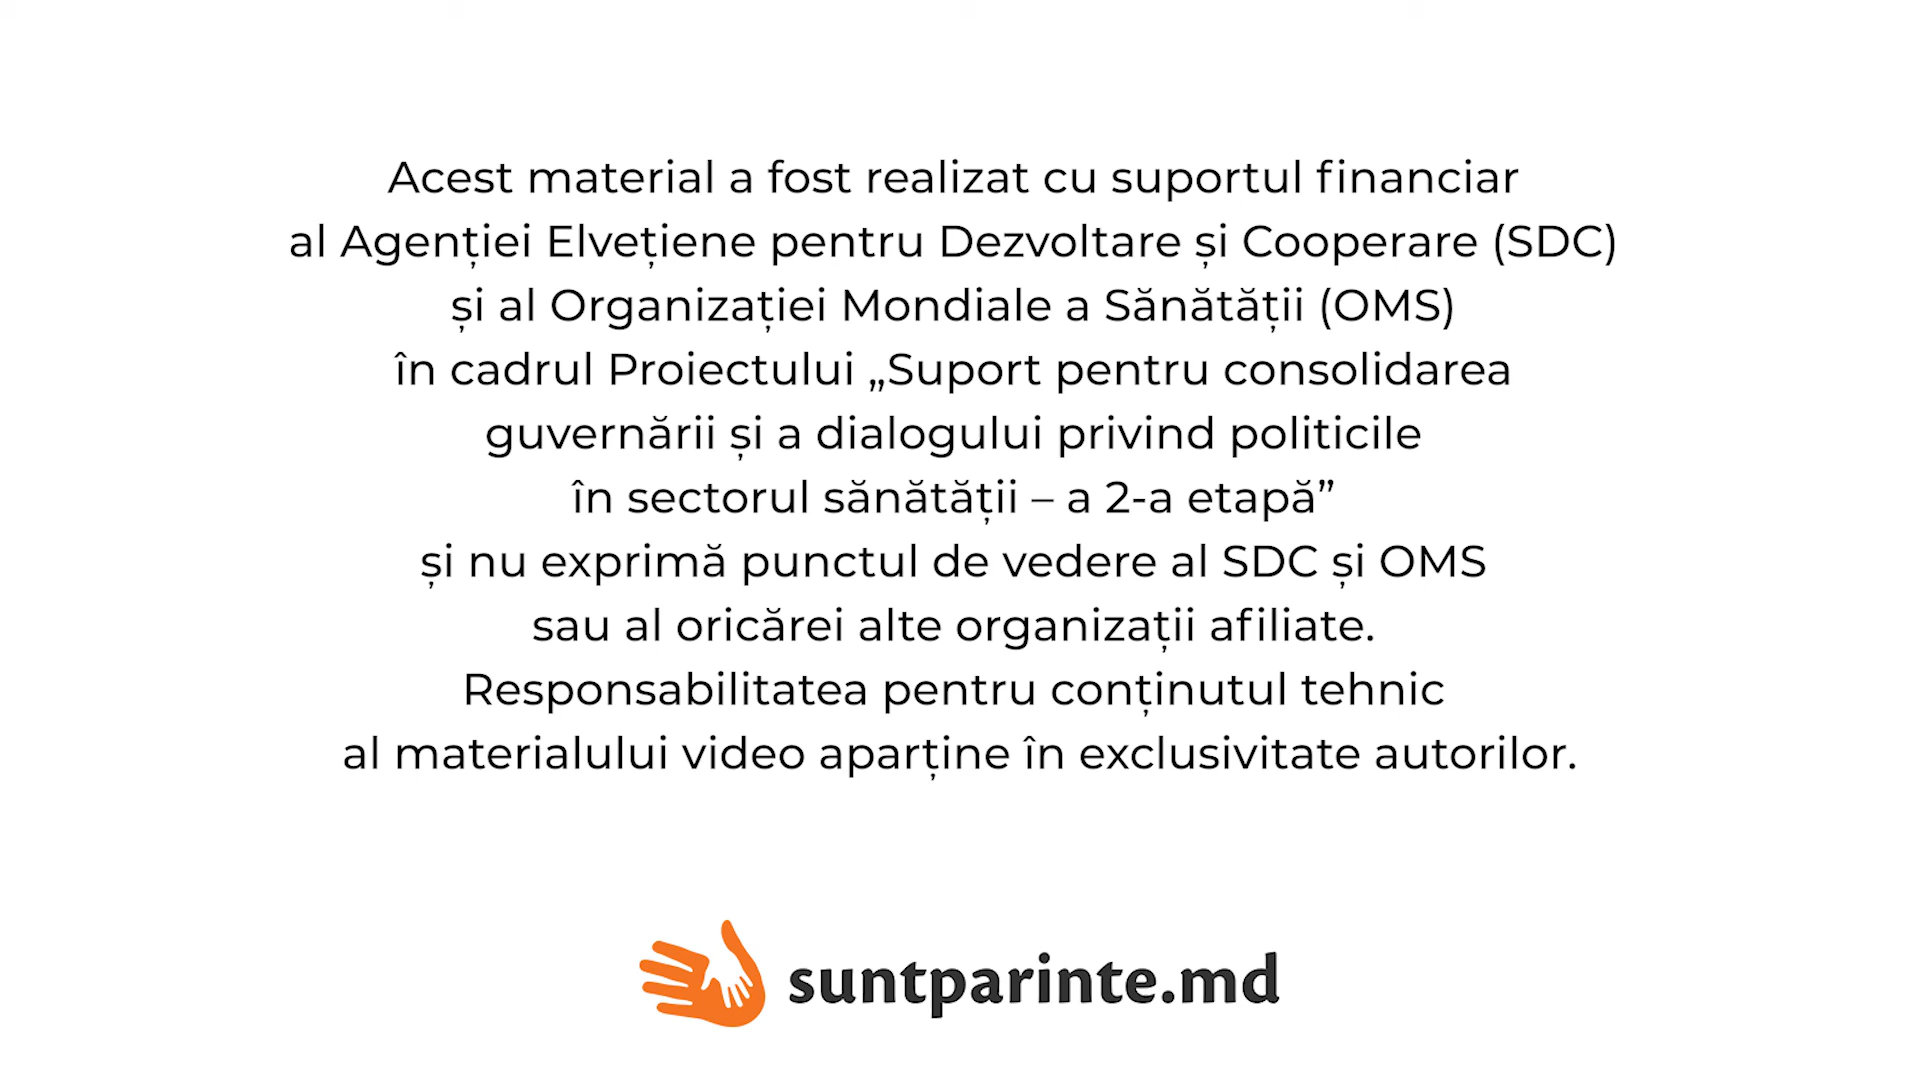 Acest material a fost realizat cu suportul financiar
al Agenției Elvețiene pentru Dezvoltare și Cooperare (SDC)
și al Organizației Mondiale a Sănătății (OMS)
în cadrul Proiectului „Suport pentru consolidarea
guvernării și a dialogului privind politicile
în sectorul sănătății – a 2-a etapă”
și nu exprimă punctul de vedere al SDC și OMS
sau al oricărei alte organizații afiliate.
Responsabilitatea pentru conținutul tehnic
al materialului video aparține în exclusivitate autorilor.
suntparinte.md